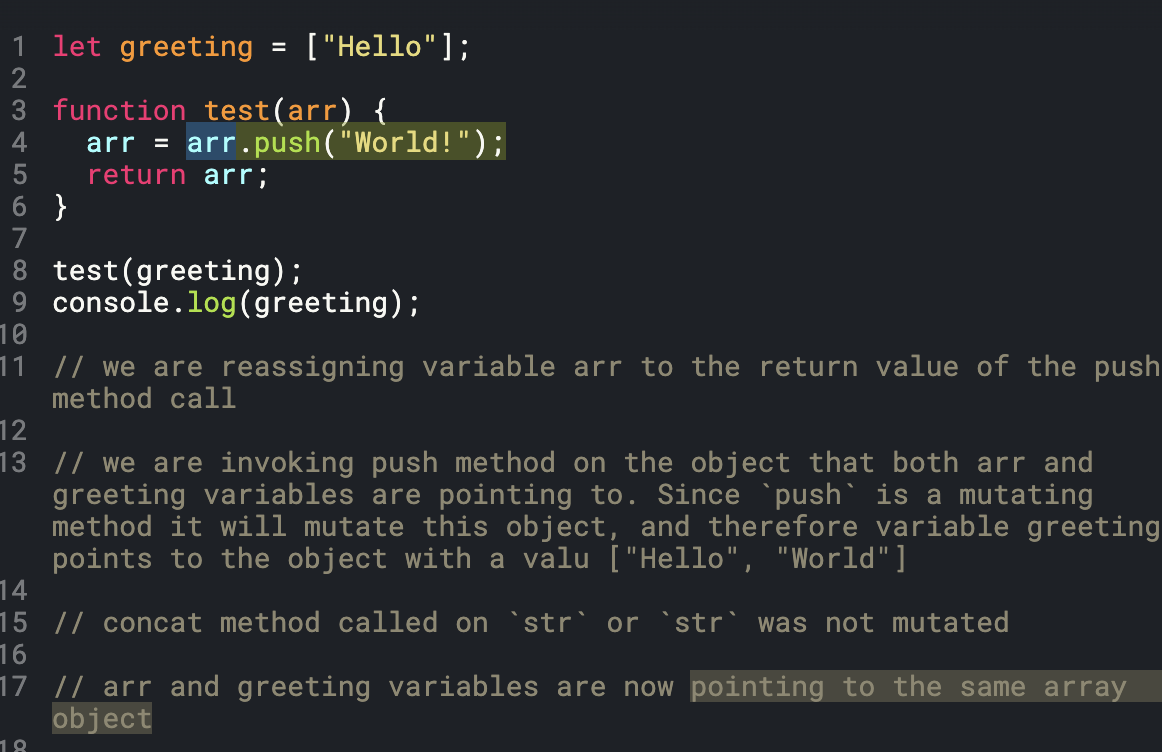 1 let greeting = ["Hello"];
2
3 function test(arr) {
4 arr = arr.push("World!");
5 return arr;
6 }
7
8 test(greeting);
9 console.log(greeting);
10
11 // we are reassigning variable arr to the return value of the push
method call
12
13 // we are invoking push method on the object that both arr and
greeting variables are pointing to. Since `push` is a mutating
method it will mutate this object, and therefore variable greeting
points to the object with a valu ["Hello", "World"]
14
15 // concat method called on `str` or `str` was not mutated
16
17 // arr and greeting variables are now pointing to the same array
object
18